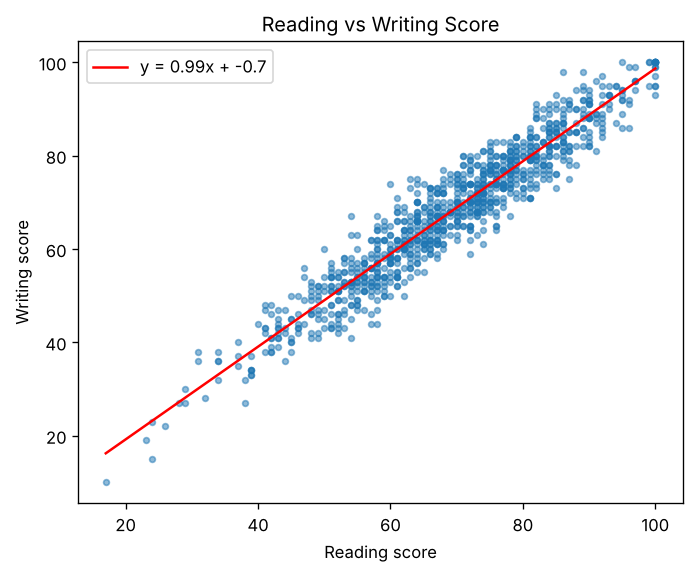 Reading vs Writing Score
y = 0.99x + -0.7
100
80
60
40
20
Writing score
20 40 60 80 100
Reading score